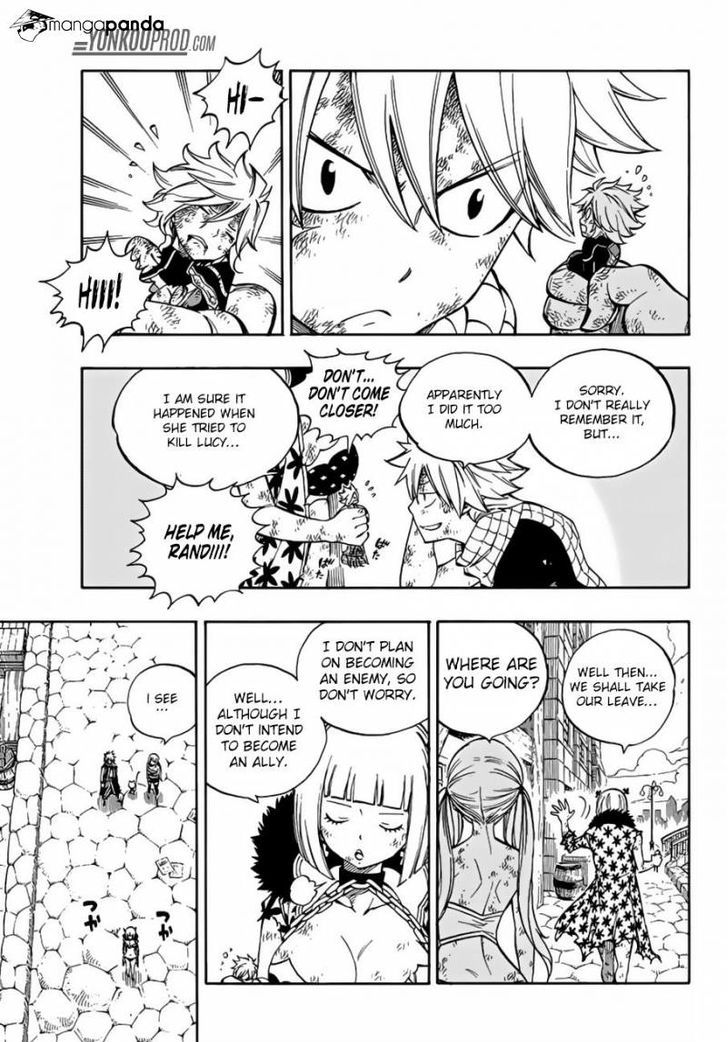 mangapanda
YONKOUPROD.COM
HI-
HIII!
SORRY.
I DON'T REALLY
REMEMBER IT,
BUT...
APPARENTLY
I DID IT TOO
MUCH.
DON'T...
DON'T COME
CLOSER!
I AM SURE IT
HAPPENED WHEN
SHE TRIED TO
KILL LUCY...
HELP ME,
RANDIII!
WELL THEN...
WE SHALL TAKE
OUR LEAVE...
WHERE ARE
YOU GOING?
I DON'T PLAN
ON BECOMING
AN ENEMY, SO
DON'T WORRY.
WELL...
ALTHOUGH I
DON'T INTEND
TO BECOME
AN ALLY.
I SEE
...